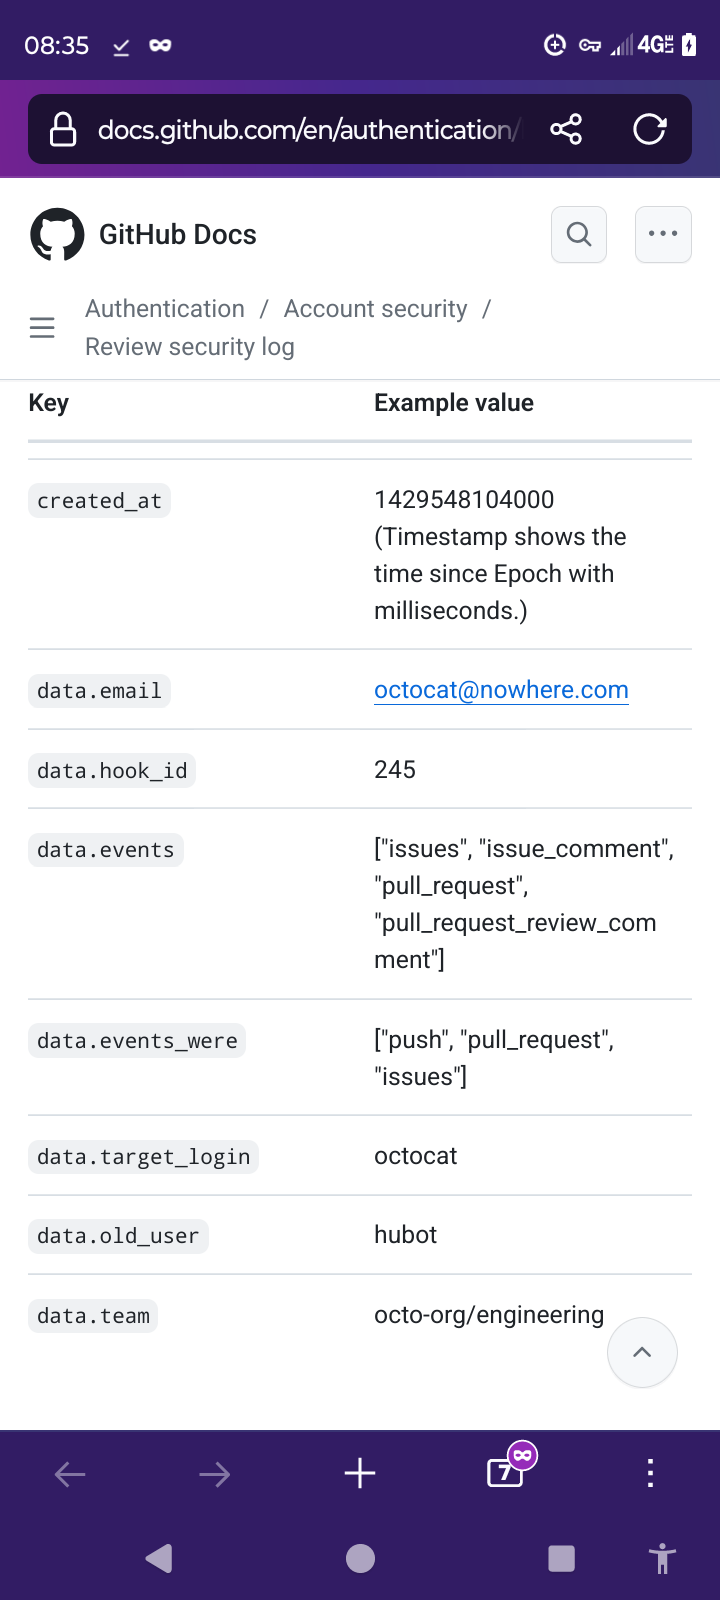 08:35
4G LTE
docs.github.com/en/authentication/
GitHub Docs
Authentication / Account security /
Review security log
Key Example value
created_at 1429548104000
(Timestamp shows the
time since Epoch with
milliseconds.)
data.email octocat@nowhere.com
data.hook_id 245
data.events ["issues", "issue_comment",
"pull_request",
"pull_request_review_com
ment"]
data.events_were ["push", "pull_request",
"issues"]
data.target_login octocat
data.old_user hubot
data.team octo-org/engineering
7